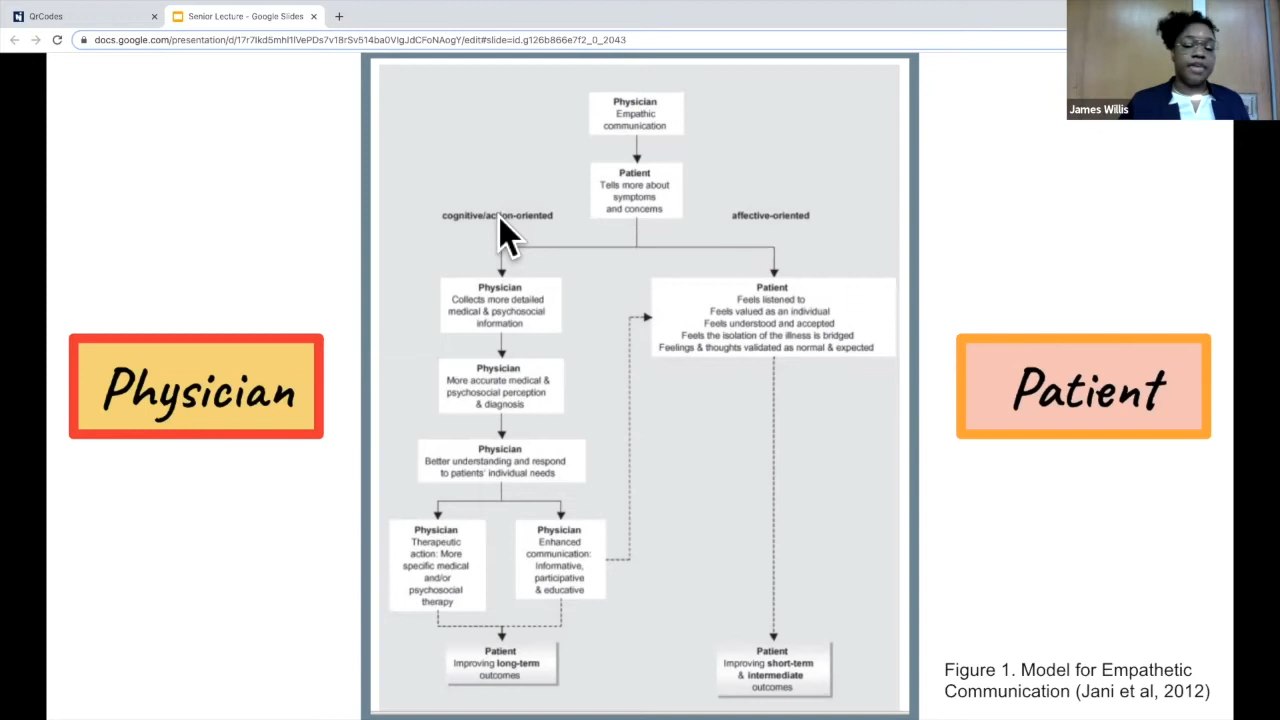 QrCodes
Senior Lecture - Google Slides
docs.google.com/presentation/d/17r7Ikd5mhl1lVePDs7v18rSv514ba0VIgJdCFoNAogY/edit#slide=id.g126b866e7f2_0_2043
James Willis
Physician
Empathic
communication
Patient
Tells more about
symptoms
and concerns
cognitive/action-oriented
affective-oriented
Physician
Collects more detailed
medical & psychosocial
information
Patient
Feels listened to
Feels valued as an individual
Feels understood and accepted
Feels the isolation of the illness is bridged
Feelings & thoughts validated as normal & expected
Physician
More accurate medical &
psychosocial perception
& diagnosis
Physician
Patient
Physician
Better understanding and respond
to patients' individual needs
Physician
Therapeutic
action: More
specific medical
and/or
psychosocial
therapy
Physician
Enhanced
communication:
Informative,
participative
& educative
Patient
Improving long-term
outcomes
Patient
Improving short-term
& intermediate
outcomes
Figure 1. Model for Empathetic
Communication (Jani et al, 2012)